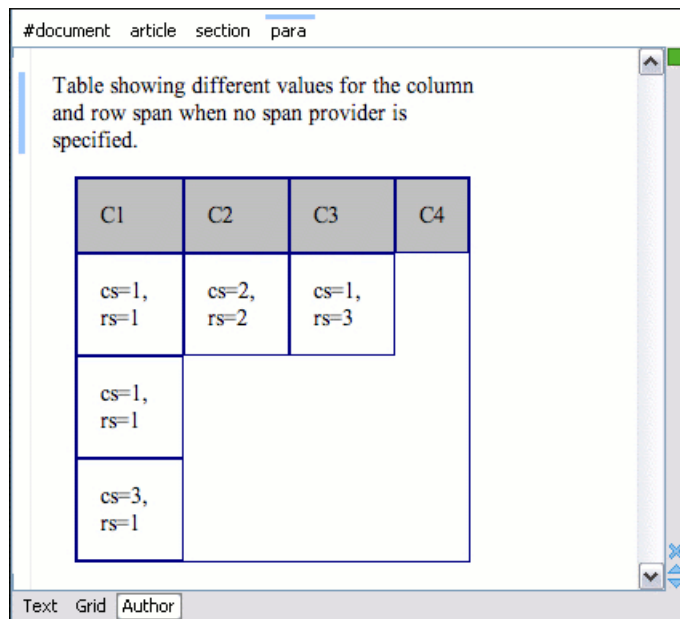 #document article section para
Table showing different values for the column
and row span when no span provider is
specified.
C1 C2 C3 C4
cs=1, cs=2, cs=1,
rs=1 rs=2 rs=3
cs=1,
rs=1
cs=3,
rs=1
Text Grid Author